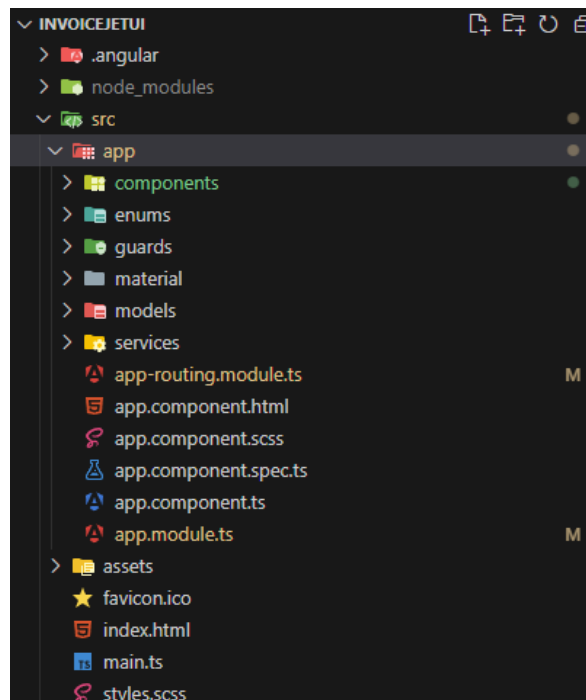 INVOICEJETUI
.angular
node_modules
src
app
components
enums
guards
material
models
services
app-routing.module.ts M
app.component.html
app.component.scss
app.component.spec.ts
app.component.ts
app.module.ts M
assets
favicon.ico
index.html
TS main.ts
styles.scss